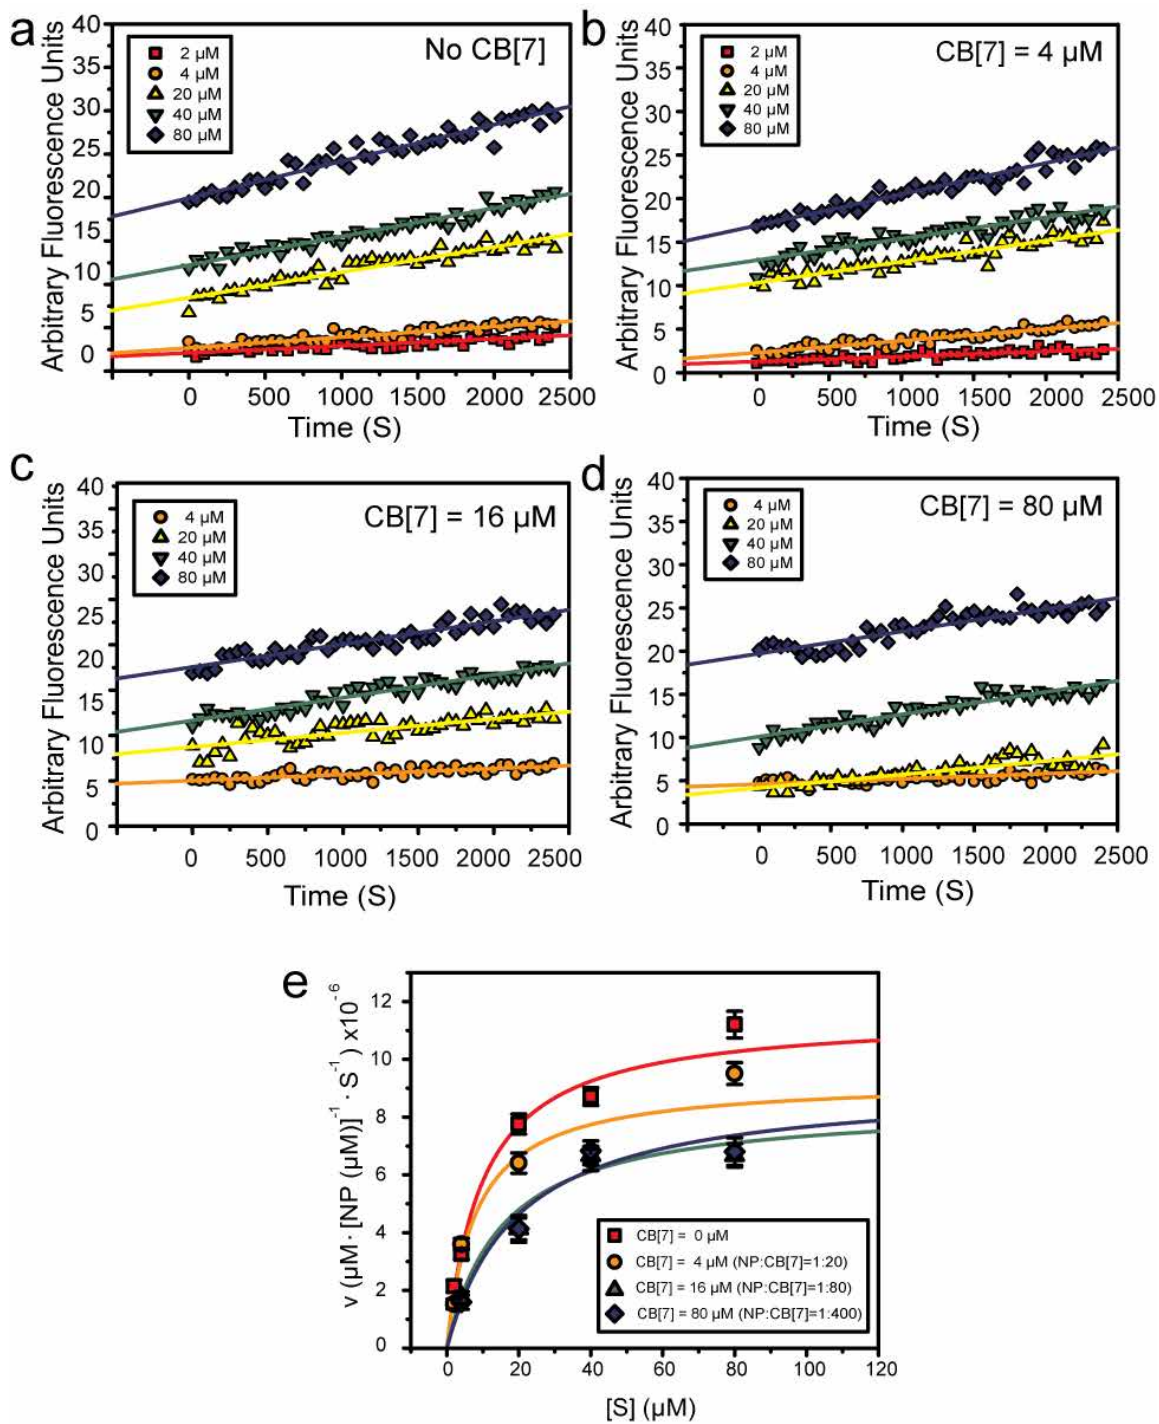 a
No CB[7]
2 µM
4 µM
20 µM
40 µM
80 µM
Arbitrary Fluorescence Units
40
35
30
25
20
15
10
5
0
0 500 1000 1500 2000 2500
Time (S)
b
CB[7] = 4 µM
2 µM
4 µM
20 µM
40 µM
80 µM
Arbitrary Fluorescence Units
40
35
30
25
20
15
10
5
0
0 500 1000 1500 2000 2500
Time (S)
c
CB[7] = 16 µM
4 µM
20 µM
40 µM
80 µM
Arbitrary Fluorescence Units
40
35
30
25
20
15
10
5
0
0 500 1000 1500 2000 2500
Time (S)
d
CB[7] = 80 µM
4 µM
20 µM
40 µM
80 µM
Arbitrary Fluorescence Units
40
35
30
25
20
15
10
5
0
0 500 1000 1500 2000 2500
Time (S)
e
v (µM·[NP (µM)]⁻¹·S⁻¹) x10⁻⁶
12
10
8
6
4
2
0
CB[7] = 0 µM
CB[7] = 4 µM (NP:CB[7]=1:20)
CB[7] = 16 µM (NP:CB[7]=1:80)
CB[7] = 80 µM (NP:CB[7]=1:400)
0 20 40 60 80 100 120
[S] (µM)